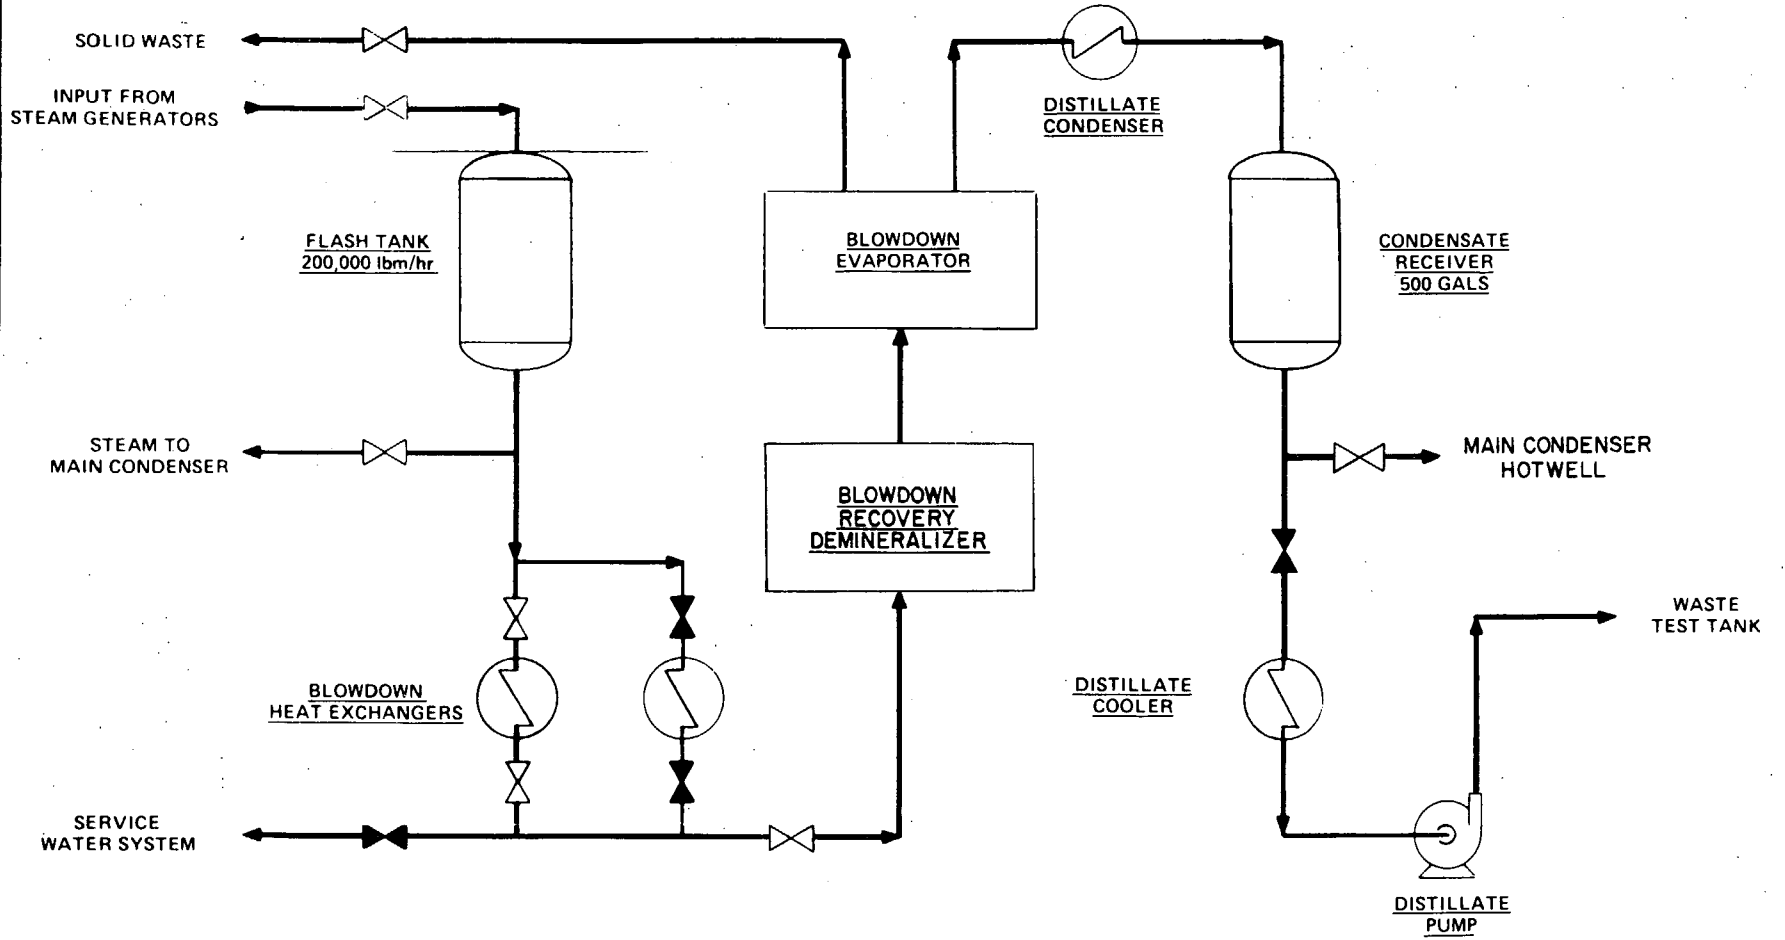 SOLID WASTE
INPUT FROM
STEAM GENERATORS
DISTILLATE
CONDENSER
FLASH TANK
200,000 lbm/hr
BLOWDOWN
EVAPORATOR
CONDENSATE
RECEIVER
500 GALS
STEAM TO
MAIN CONDENSER
MAIN CONDENSER
HOTWELL
BLOWDOWN
RECOVERY
DEMINERALIZER
WASTE
TEST TANK
BLOWDOWN
HEAT EXCHANGERS
DISTILLATE
COOLER
SERVICE
WATER SYSTEM
DISTILLATE
PUMP